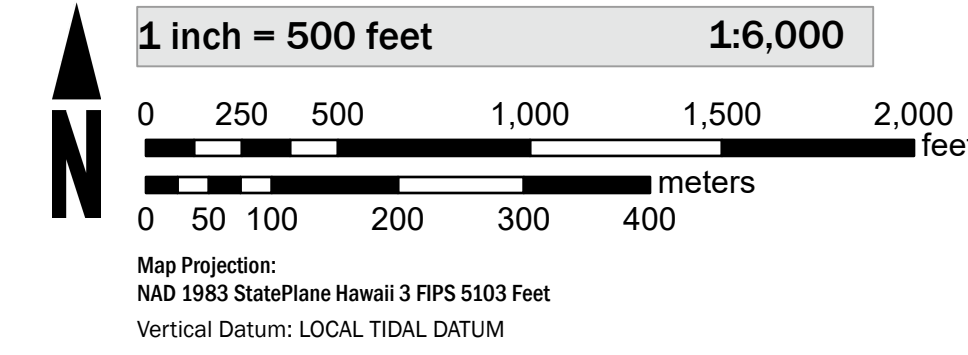 1 inch = 500 feet 1:6,000
0 250 500 1,000 1,500 2,000
feet
meters
0 50 100 200 300 400
N
Map Projection:
NAD 1983 StatePlane Hawaii 3 FIPS 5103 Feet
Vertical Datum: LOCAL TIDAL DATUM